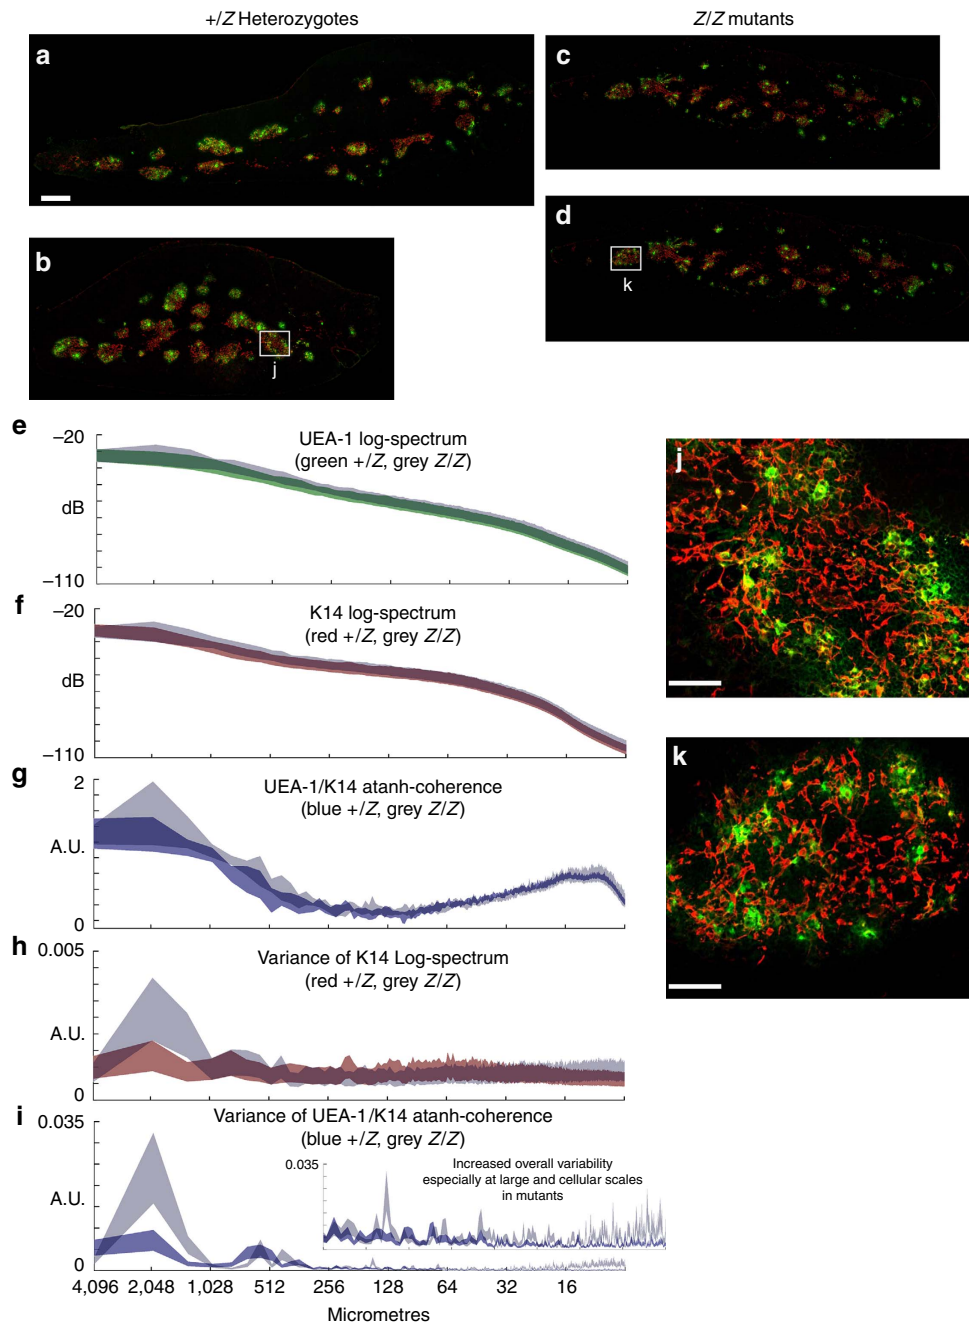 +/Z Heterozygotes
Z/Z mutants
a
c
d
k
b
j
e
−20
UEA-1 log-spectrum
(green +/Z, grey Z/Z)
dB
−110
f
−20
K14 log-spectrum
(red +/Z, grey Z/Z)
dB
−110
g
2
UEA-1/K14 atanh-coherence
(blue +/Z, grey Z/Z)
A.U.
0
h
0.005
Variance of K14 Log-spectrum
(red +/Z, grey Z/Z)
A.U.
0
i
0.035
Variance of UEA-1/K14 atanh-coherence
(blue +/Z, grey Z/Z)
A.U.
0
0.035
Increased overall variability
especially at large and cellular scales
in mutants
4,096 2,048 1,028 512 256 128 64 32 16
Micrometres
j
k